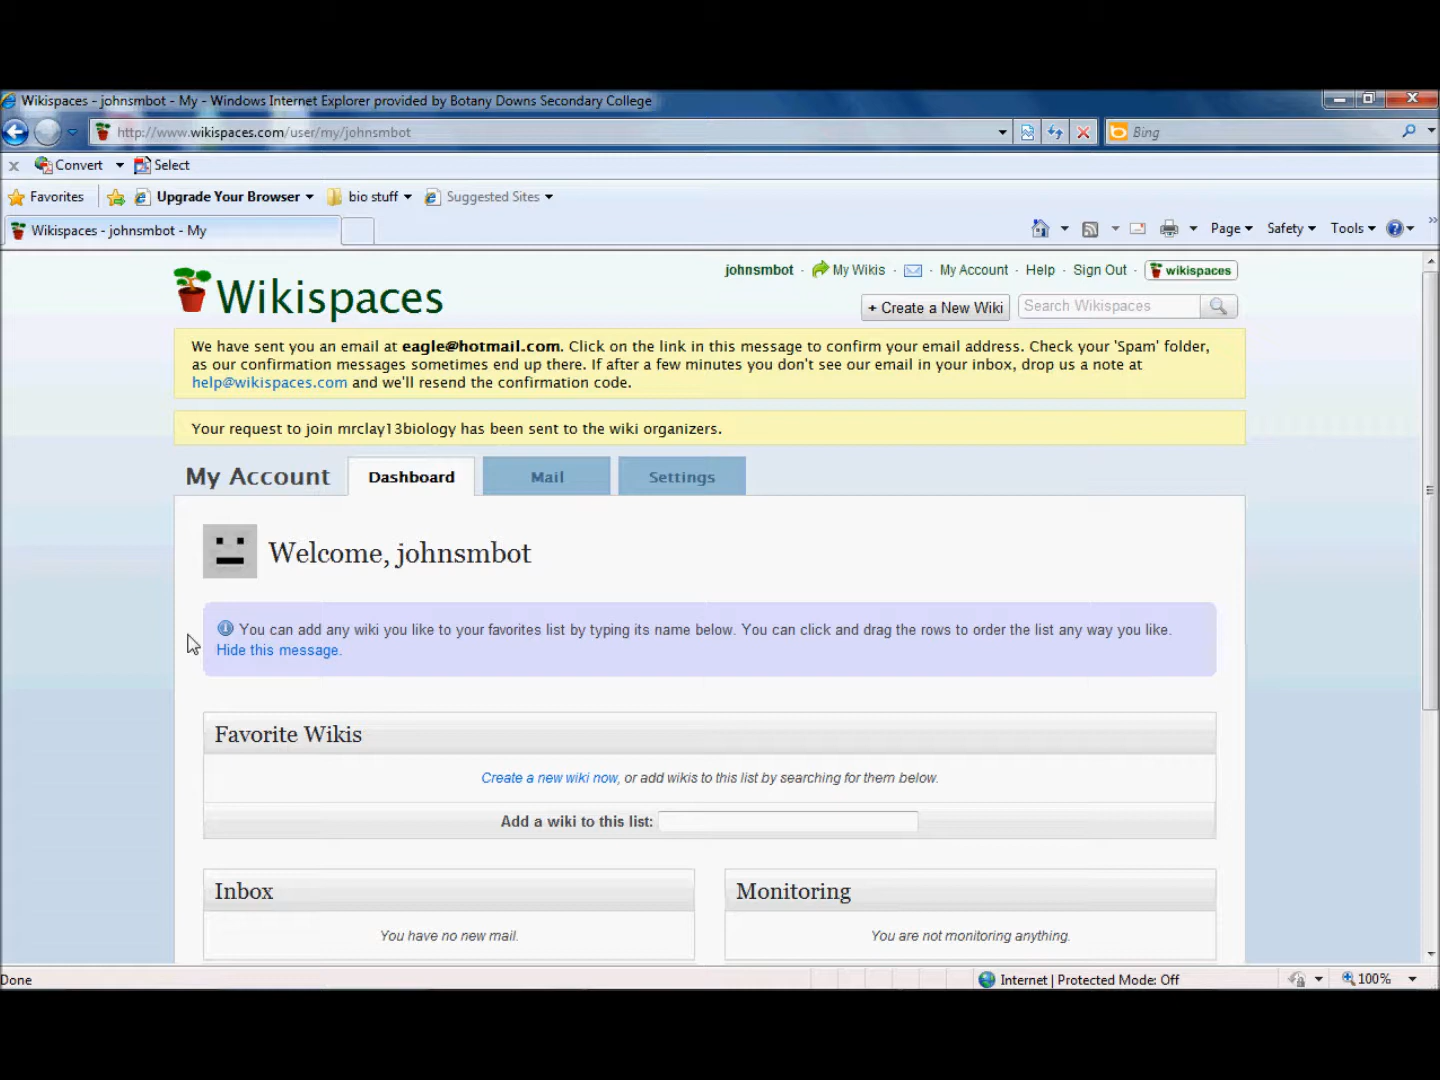 Wikispaces - johnsmbot - My - Windows Internet Explorer provided by Botany Downs Secondary College
http://www.wikispaces.com/user/my/johnsmbot
Bing
x Convert Select
Favorites Upgrade Your Browser bio stuff Suggested Sites
Wikispaces - johnsmbot - My
Page Safety Tools
johnsmbot · My Wikis · · My Account · Help · Sign Out · wikispaces
Wikispaces
+ Create a New Wiki
Search Wikispaces
We have sent you an email at eagle@hotmail.com. Click on the link in this message to confirm your email address. Check your 'Spam' folder,
as our confirmation messages sometimes end up there. If after a few minutes you don't see our email in your inbox, drop us a note at
help@wikispaces.com and we'll resend the confirmation code.
Your request to join mrclay13biology has been sent to the wiki organizers.
My Account Dashboard Mail Settings
Welcome, johnsmbot
You can add any wiki you like to your favorites list by typing its name below. You can click and drag the rows to order the list any way you like.
Hide this message.
Favorite Wikis
Create a new wiki now, or add wikis to this list by searching for them below.
Add a wiki to this list:
Inbox
Monitoring
You have no new mail.
You are not monitoring anything.
Done
Internet | Protected Mode: Off
100%